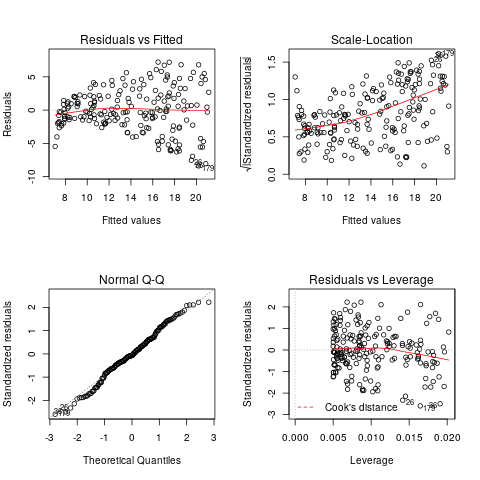 Residuals vs Fitted
Residuals
-10 -5 0 5
8 10 12 14 16 18 20
Fitted values
179
Scale-Location
√|Standardized residuals|
0.0 0.5 1.0 1.5
8 10 12 14 16 18 20
Fitted values
179
Normal Q-Q
Standardized residuals
-2 -1 0 1 2
-3 -2 -1 0 1 2 3
Theoretical Quantiles
26
179
Residuals vs Leverage
Standardized residuals
-3 -2 -1 0 1 2
0.000 0.005 0.010 0.015 0.020
Leverage
Cook's distance
26
179